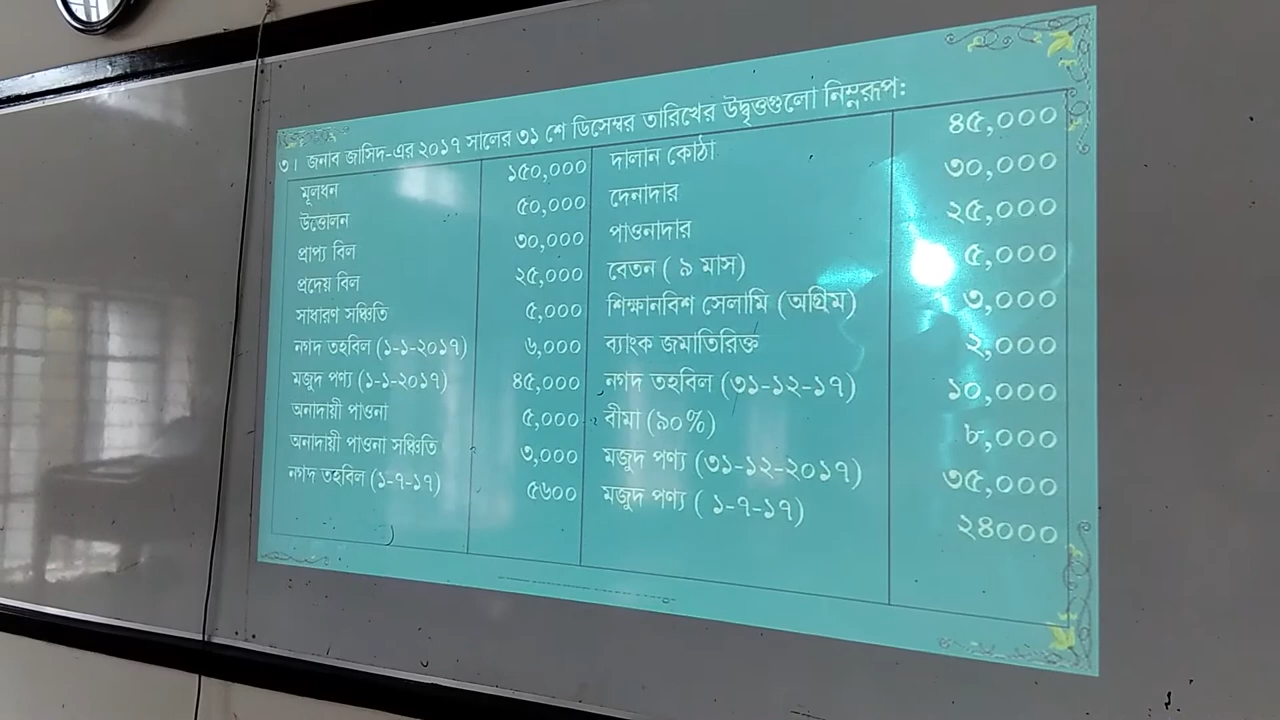 ৩। জনাব জাসিদ-এর ২০১৭ সালের ৩১ শে ডিসেম্বর তারিখের উদ্বৃত্তগুলো নিম্নরূপ:
মূলধন ১৫০,০০০ দালান কোঠা ৪৫,০০০
উত্তোলন ৫০,০০০ দেনাদার ৩০,০০০
প্রাপ্য বিল ৩০,০০০ পাওনাদার ২৫,০০০
প্রদেয় বিল ২৫,০০০ বেতন ( ৯ মাস) ৫,০০০
সাধারণ সঞ্চিতি ৫,০০০ শিক্ষানবিশ সেলামি (অগ্রিম) ৩,০০০
নগদ তহবিল (১-১-২০১৭) ৬,০০০ ব্যাংক জমাতিরিক্ত ২,০০০
মজুদ পণ্য (১-১-২০১৭) ৪৫,০০০ নগদ তহবিল (৩১-১২-১৭) ১০,০০০
অনাদায়ী পাওনা ৫,০০০ বীমা (৯০%) ৮,০০০
অনাদায়ী পাওনা সঞ্চিতি ৩,০০০ মজুদ পণ্য (৩১-১২-২০১৭) ৩৫,০০০
নগদ তহবিল (১-৭-১৭) ৫৬০০ মজুদ পণ্য ( ১-৭-১৭) ২৪০০০